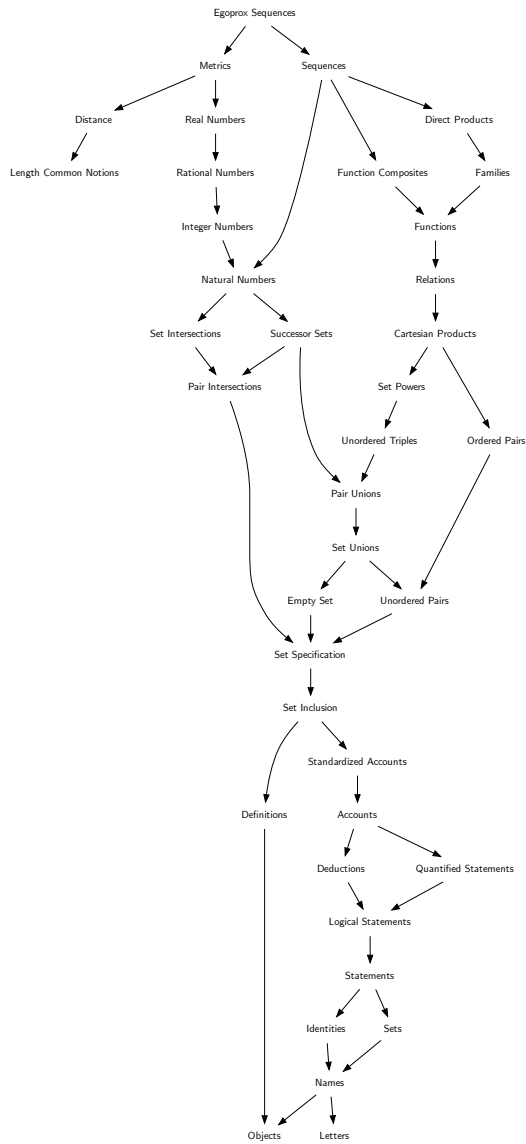 Egoprox Sequences
Metrics
Sequences
Distance
Real Numbers
Direct Products
Length Common Notions
Rational Numbers
Function Composites
Families
Integer Numbers
Functions
Natural Numbers
Relations
Set Intersections
Successor Sets
Cartesian Products
Pair Intersections
Set Powers
Unordered Triples
Ordered Pairs
Pair Unions
Set Unions
Empty Set
Unordered Pairs
Set Specification
Set Inclusion
Standardized Accounts
Definitions
Accounts
Deductions
Quantified Statements
Logical Statements
Statements
Identities
Sets
Names
Objects
Letters